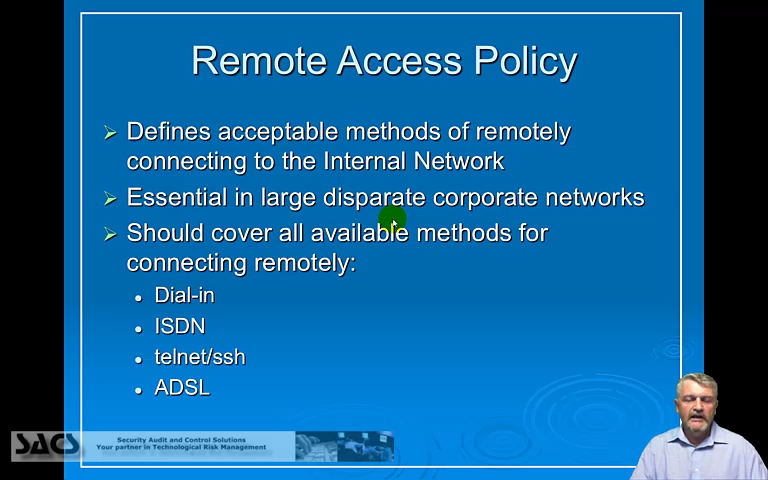 Remote Access Policy
Defines acceptable methods of remotely
connecting to the Internal Network
Essential in large disparate corporate networks
Should cover all available methods for
connecting remotely:
Dial-in
ISDN
telnet/ssh
ADSL
SACS
Security Audit and Control Solutions
Your partner in Technological Risk Management